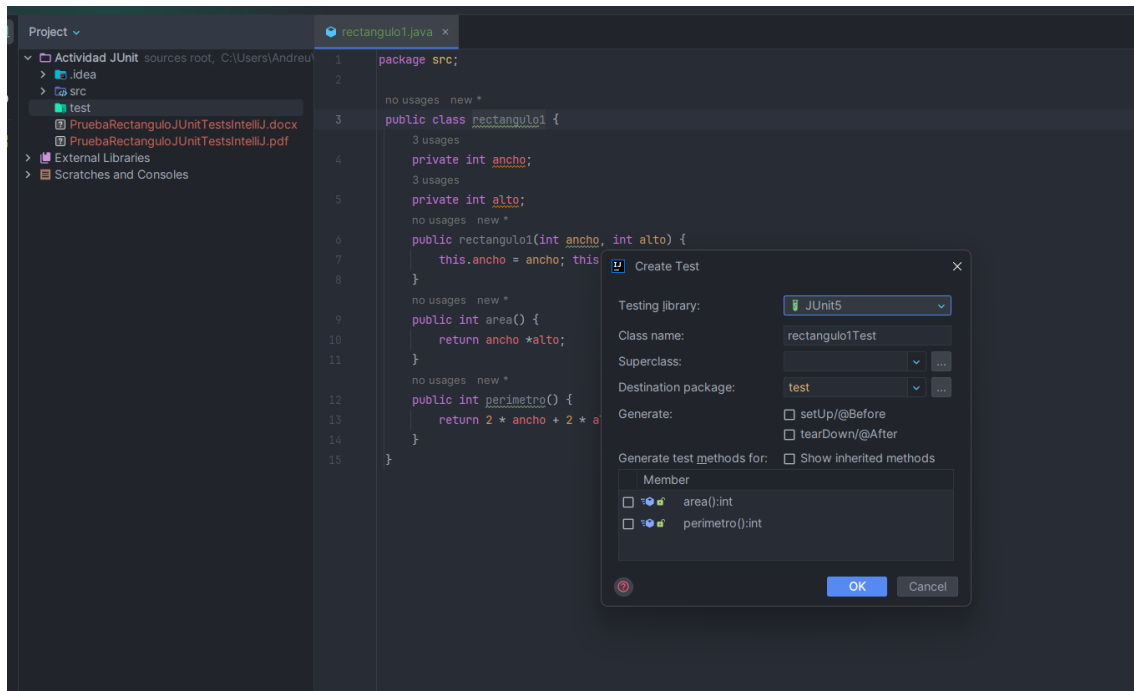 Project
Actividad JUnit sources root, C:\Users\Andreu\
.idea
src
test
PruebaRectanguloJUnitTestsIntelliJ.docx
PruebaRectanguloJUnitTestsIntelliJ.pdf
External Libraries
Scratches and Consoles
rectangulo1.java ×
1 package src;
2
no usages new *
3 public class rectangulo1 {
3 usages
4 private int ancho;
3 usages
5 private int alto;
no usages new *
6 public rectangulo1(int ancho, int alto) {
7 this.ancho = ancho; this
8 }
no usages new *
9 public int area() {
10 return ancho *alto;
11 }
no usages new *
12 public int perimetro() {
13 return 2 * ancho + 2 * a
14 }
15 }
Create Test
Testing library: JUnit5
Class name: rectangulo1Test
Superclass: ...
Destination package: test ...
Generate: setUp/@Before
tearDown/@After
Generate test methods for: Show inherited methods
Member
area():int
perimetro():int
? OK Cancel